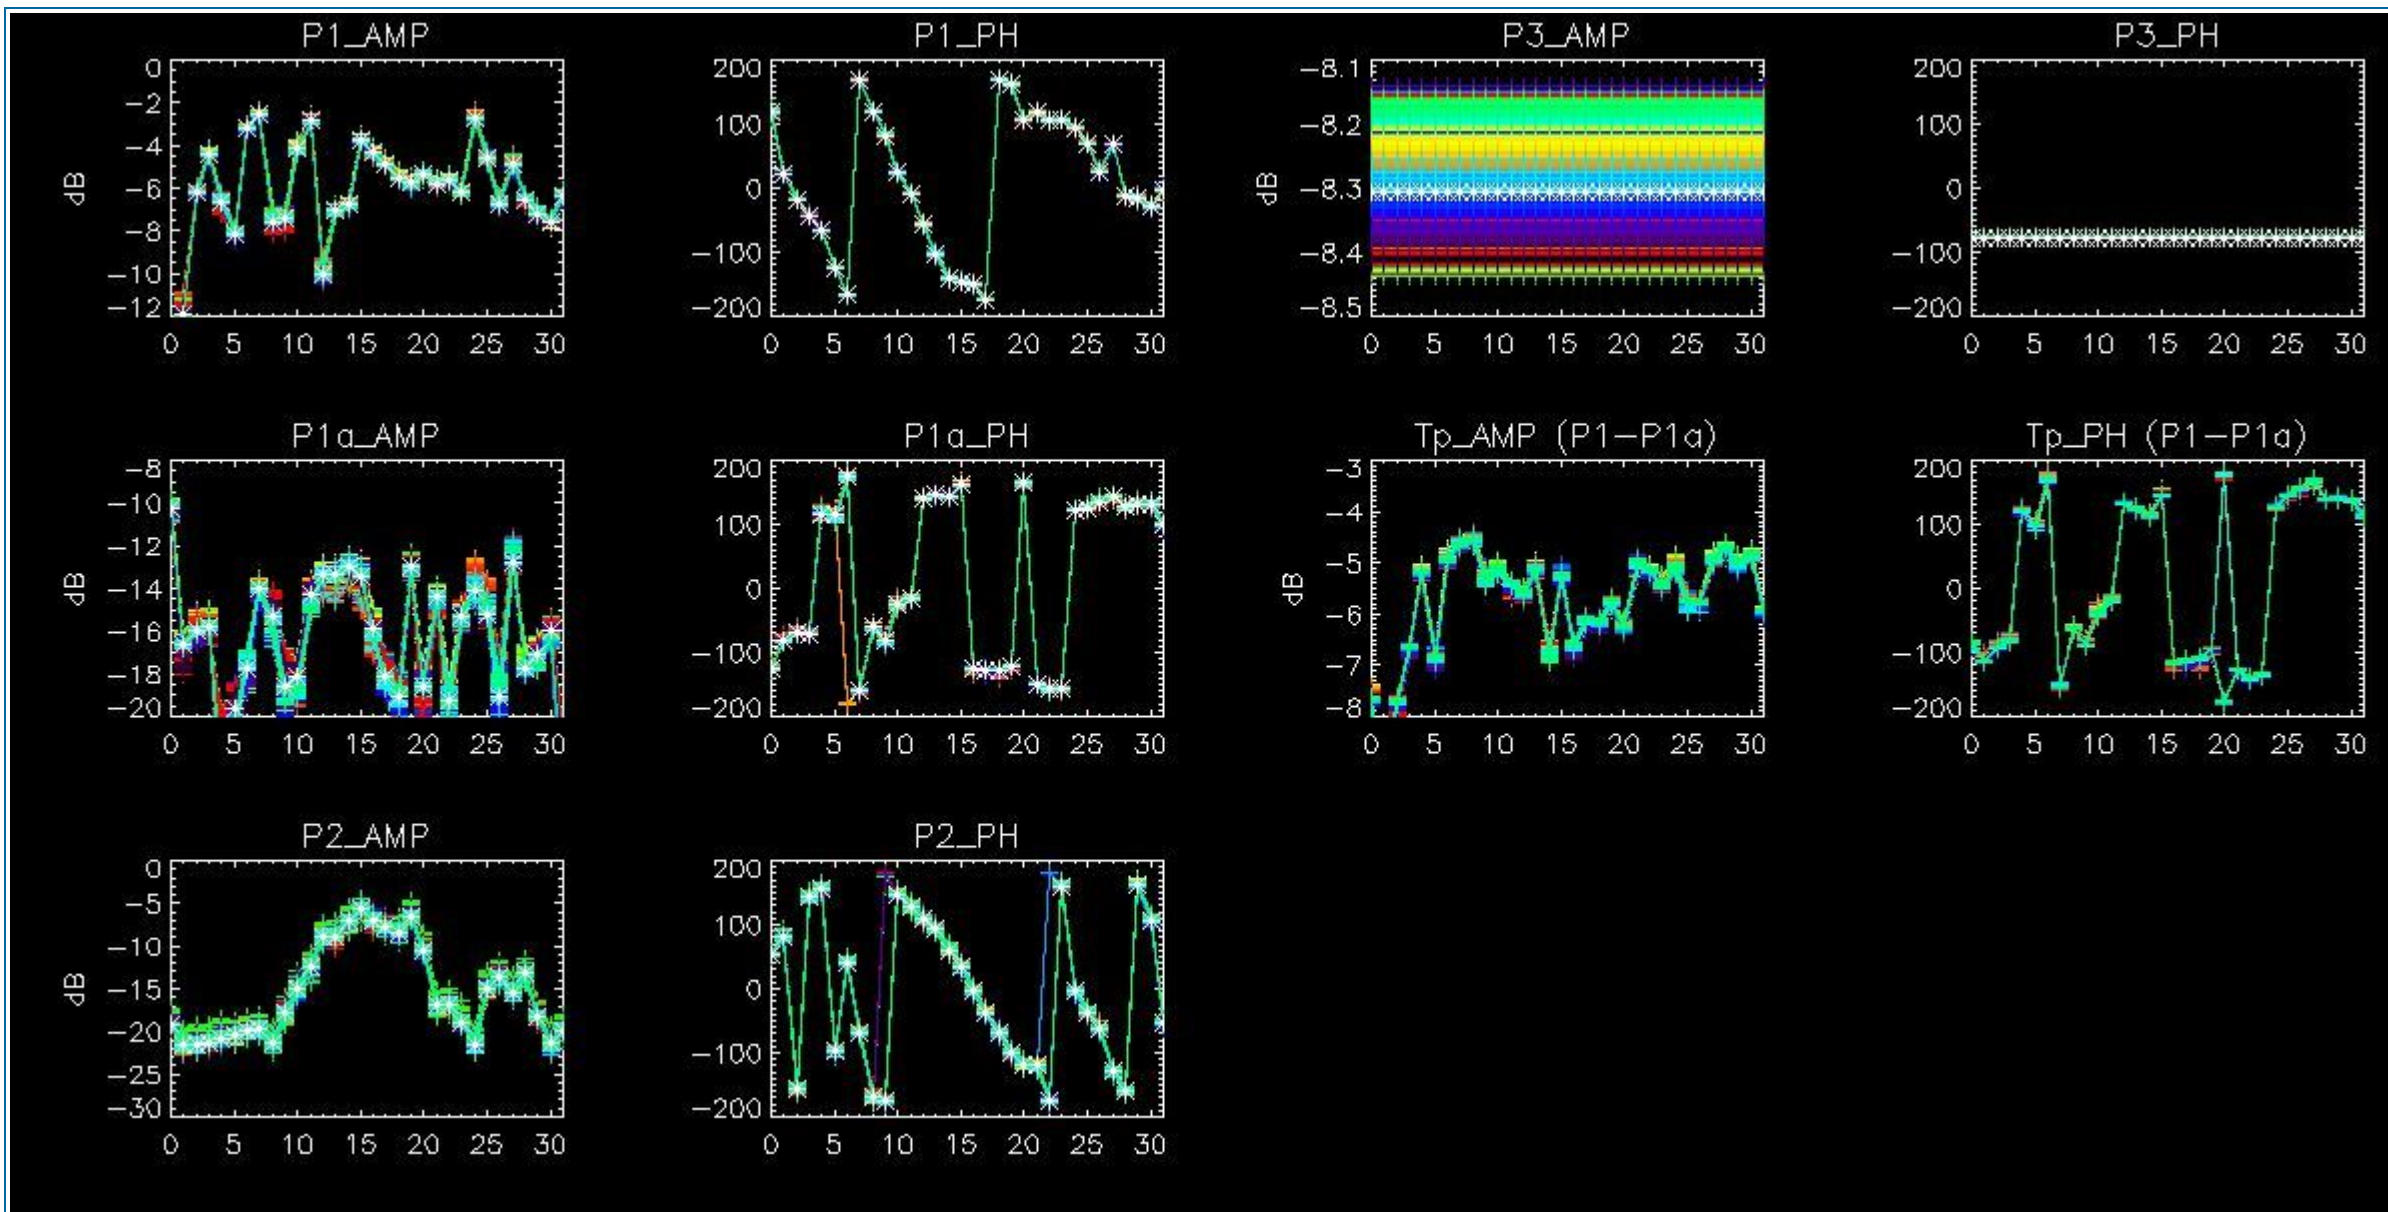 P1_AMP P1_PH P3_AMP P3_PH
0 200 -8.1 200
-2
-4 100 -8.2 100
dB -6 0 dB -8.3 0
-8
-10 -100 -8.4 -100
-12 -200 -8.5 -200
0 5 10 15 20 25 30 0 5 10 15 20 25 30 0 5 10 15 20 25 30 0 5 10 15 20 25 30
P1a_AMP P1a_PH Tp_AMP (P1-P1a) Tp_PH (P1-P1a)
-8 200 -3 200
-10 100 -4 100
-12
dB -14 0 dB -5 0
-16 -6
-18 -100 -7 -100
-20 -200 -8 -200
0 5 10 15 20 25 30 0 5 10 15 20 25 30 0 5 10 15 20 25 30 0 5 10 15 20 25 30
P2_AMP P2_PH
0 200
-5 100
-10
dB -15 0
-20
-25 -100
-30 -200
0 5 10 15 20 25 30 0 5 10 15 20 25 30